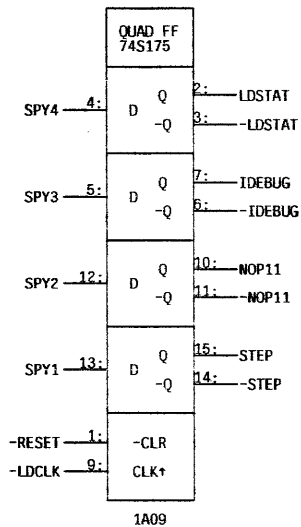 QUAD FF
74S175
SPY4 4: D Q 2: LDSTAT
-Q 3: -LDSTAT
SPY3 5: D Q 7: IDEBUG
-Q 6: -IDEBUG
SPY2 12: D Q 10: NOP11
-Q 11: -NOP11
SPY1 13: D Q 15: STEP
-Q 14: -STEP
-RESET 1: -CLR
-LDCLK 9: CLK↑
1A09